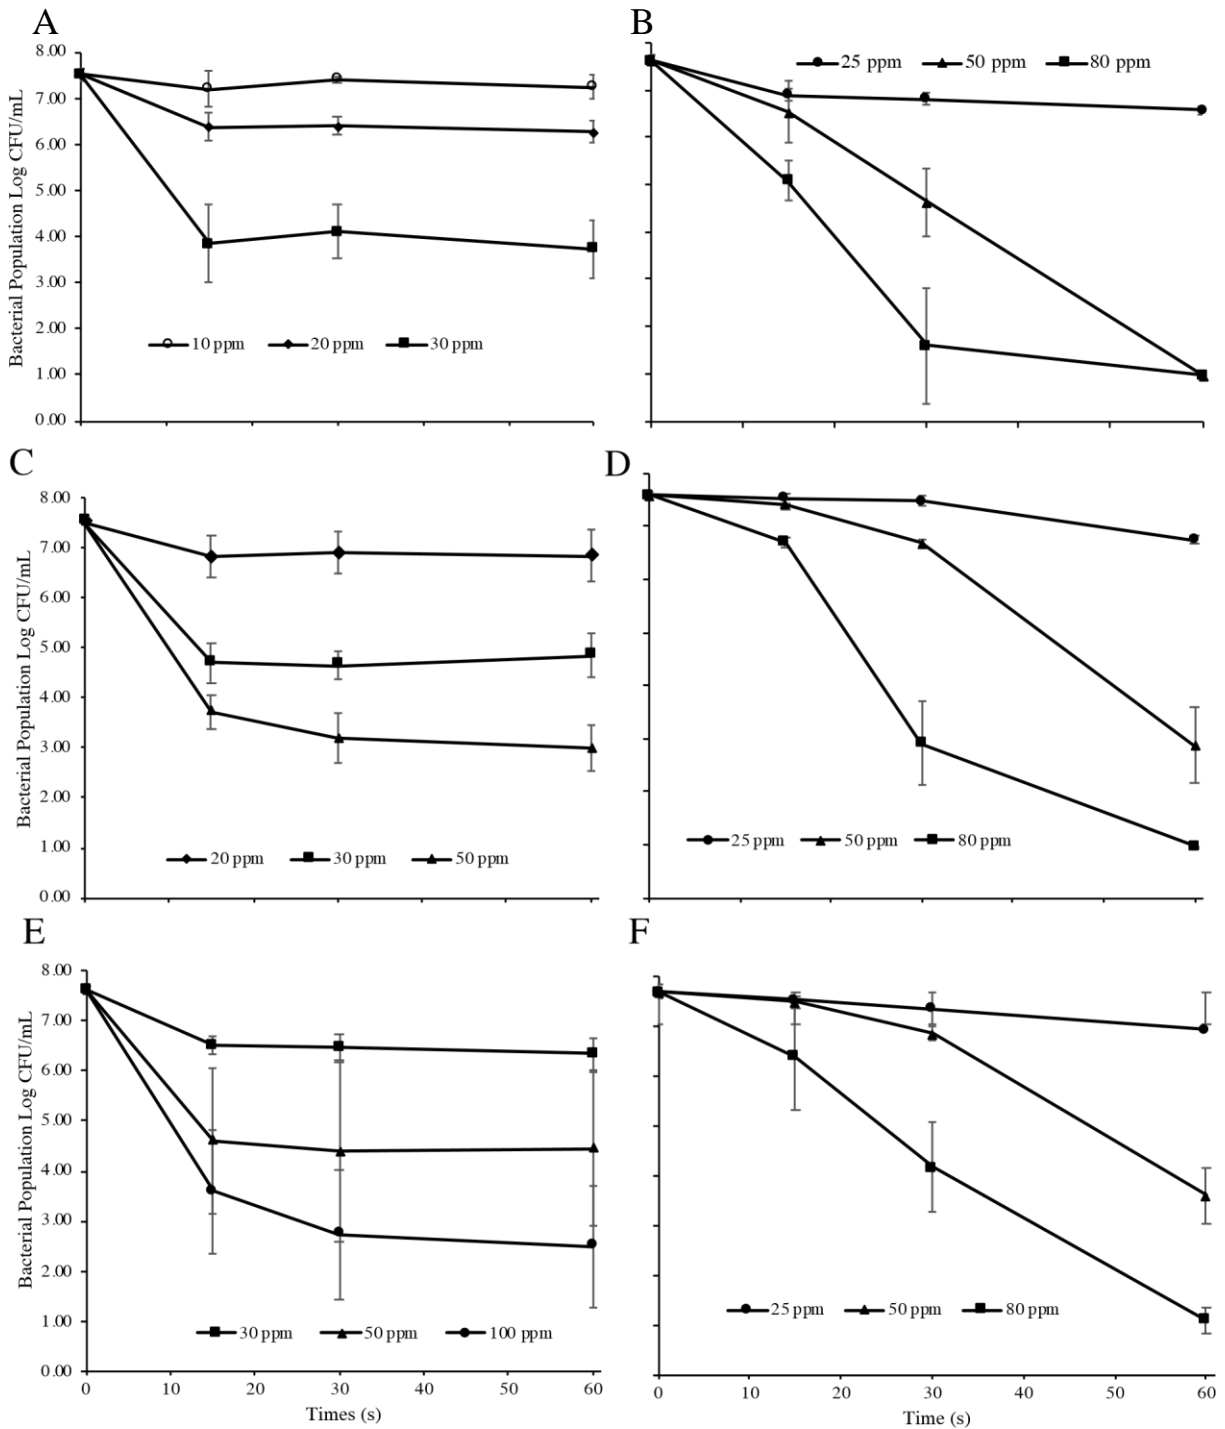 A
B
8.00
7.00
6.00
5.00
4.00
3.00
2.00
1.00
0.00
Bacterial Population Log CFU/mL
10 ppm 20 ppm 30 ppm
25 ppm 50 ppm 80 ppm
C
D
8.00
7.00
6.00
5.00
4.00
3.00
2.00
1.00
0.00
Bacterial Population Log CFU/mL
20 ppm 30 ppm 50 ppm
25 ppm 50 ppm 80 ppm
E
F
8.00
7.00
6.00
5.00
4.00
3.00
2.00
1.00
0.00
Bacterial Population Log CFU/mL
30 ppm 50 ppm 100 ppm
0 10 20 30 40 50 60
Times (s)
25 ppm 50 ppm 80 ppm
0 10 20 30 40 50 60
Time (s)